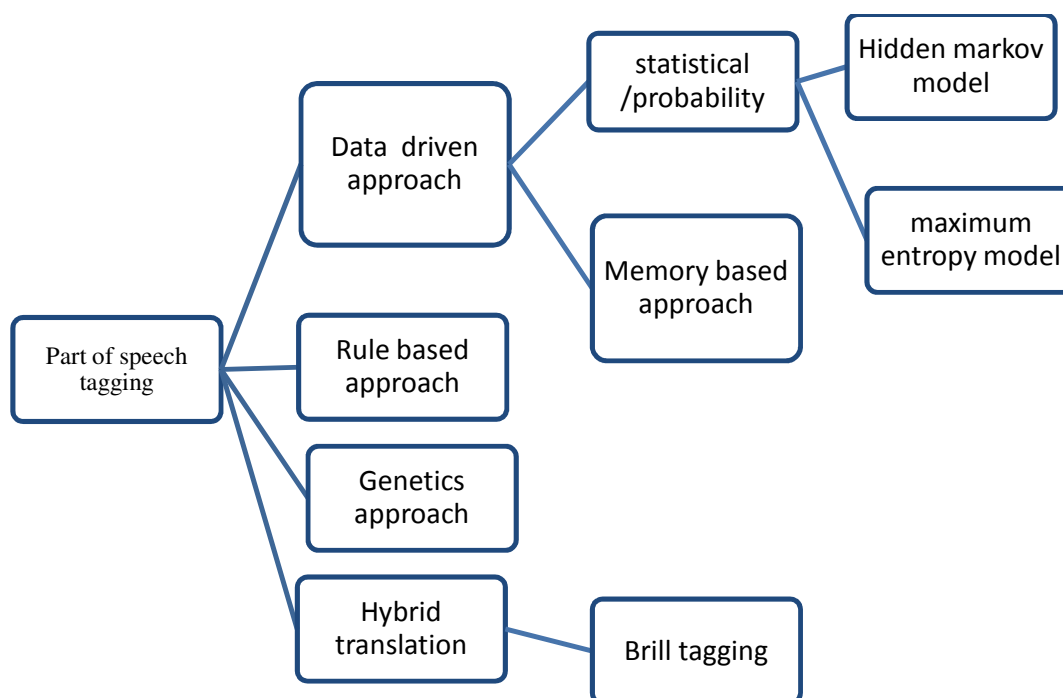 Part of speech
tagging
Data driven
approach
statistical
/probability
Hidden markov
model
maximum
entropy model
Memory based
approach
Rule based
approach
Genetics
approach
Hybrid
translation
Brill tagging